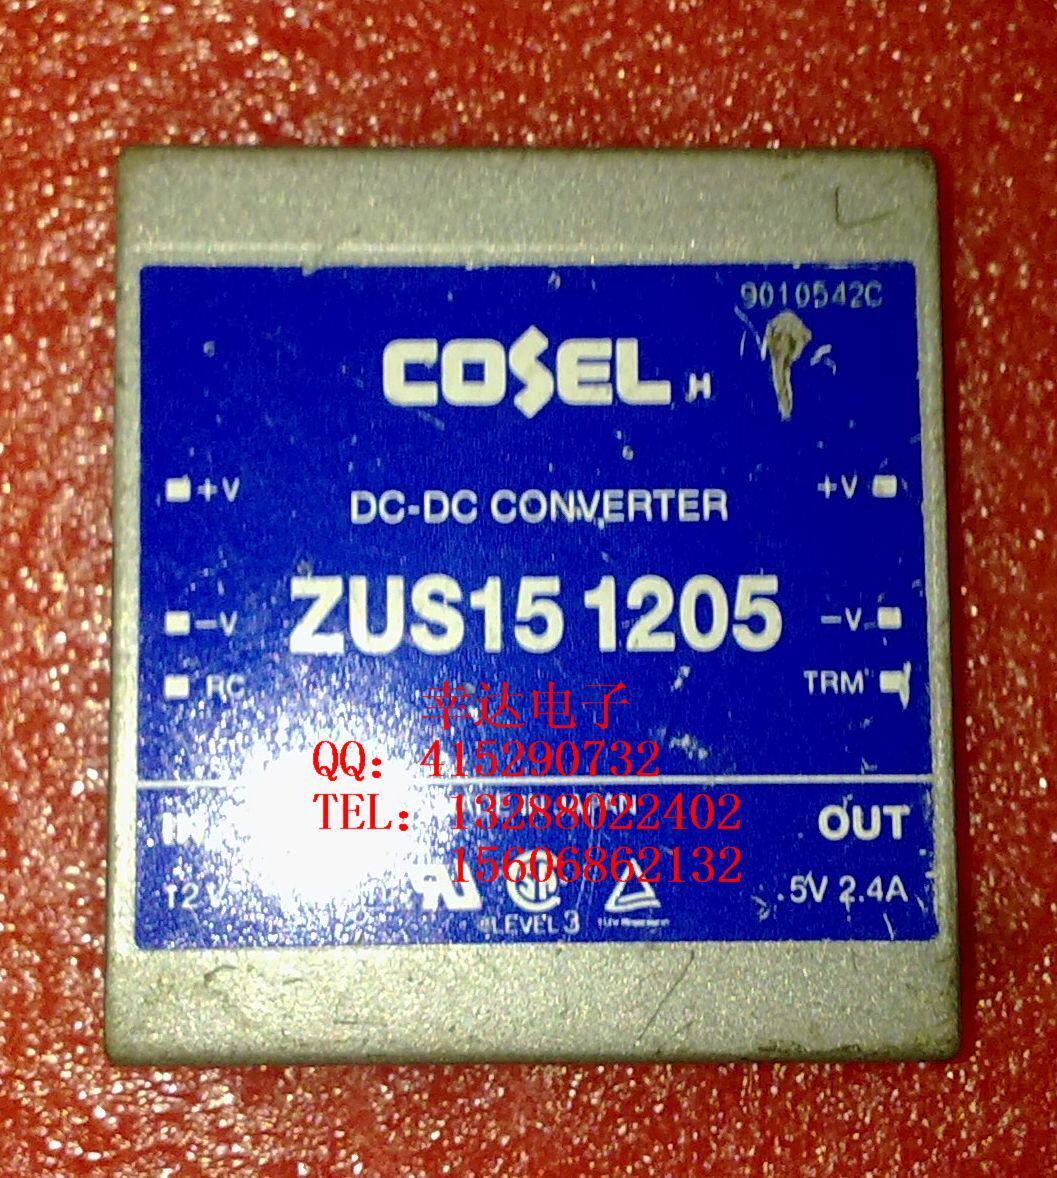 9010542C
COSEL H
+V +V
DC-DC CONVERTER
ZUS15 1205
-V -V
RC TRM
幸达电子
QQ: 415290732
TEL: 13288022402
OUT
15606862132
12V 5V 2.4A
LEVEL 3